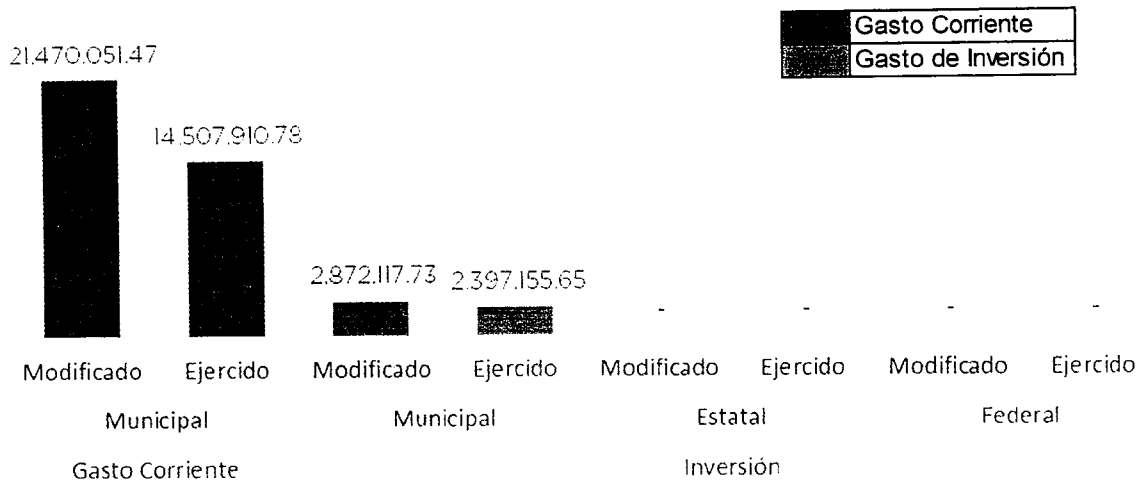 Gasto Corriente
Gasto de Inversión
21.470.051.47
14.507.910.78
2.872.117.73 2.397.155.65 - - - -
Modificado Ejercido Modificado Ejercido Modificado Ejercido Modificado Ejercido
Municipal Municipal Estatal Federal
Gasto Corriente Inversión